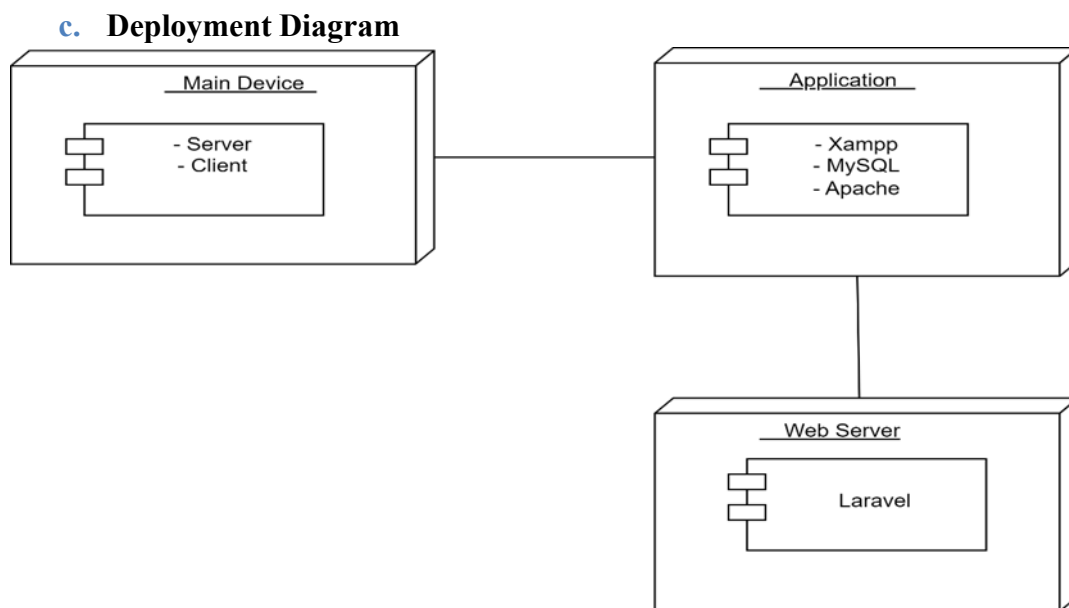 c. Deployment Diagram
Main Device
- Server
- Client
Application
- Xampp
- MySQL
- Apache
Web Server
Laravel